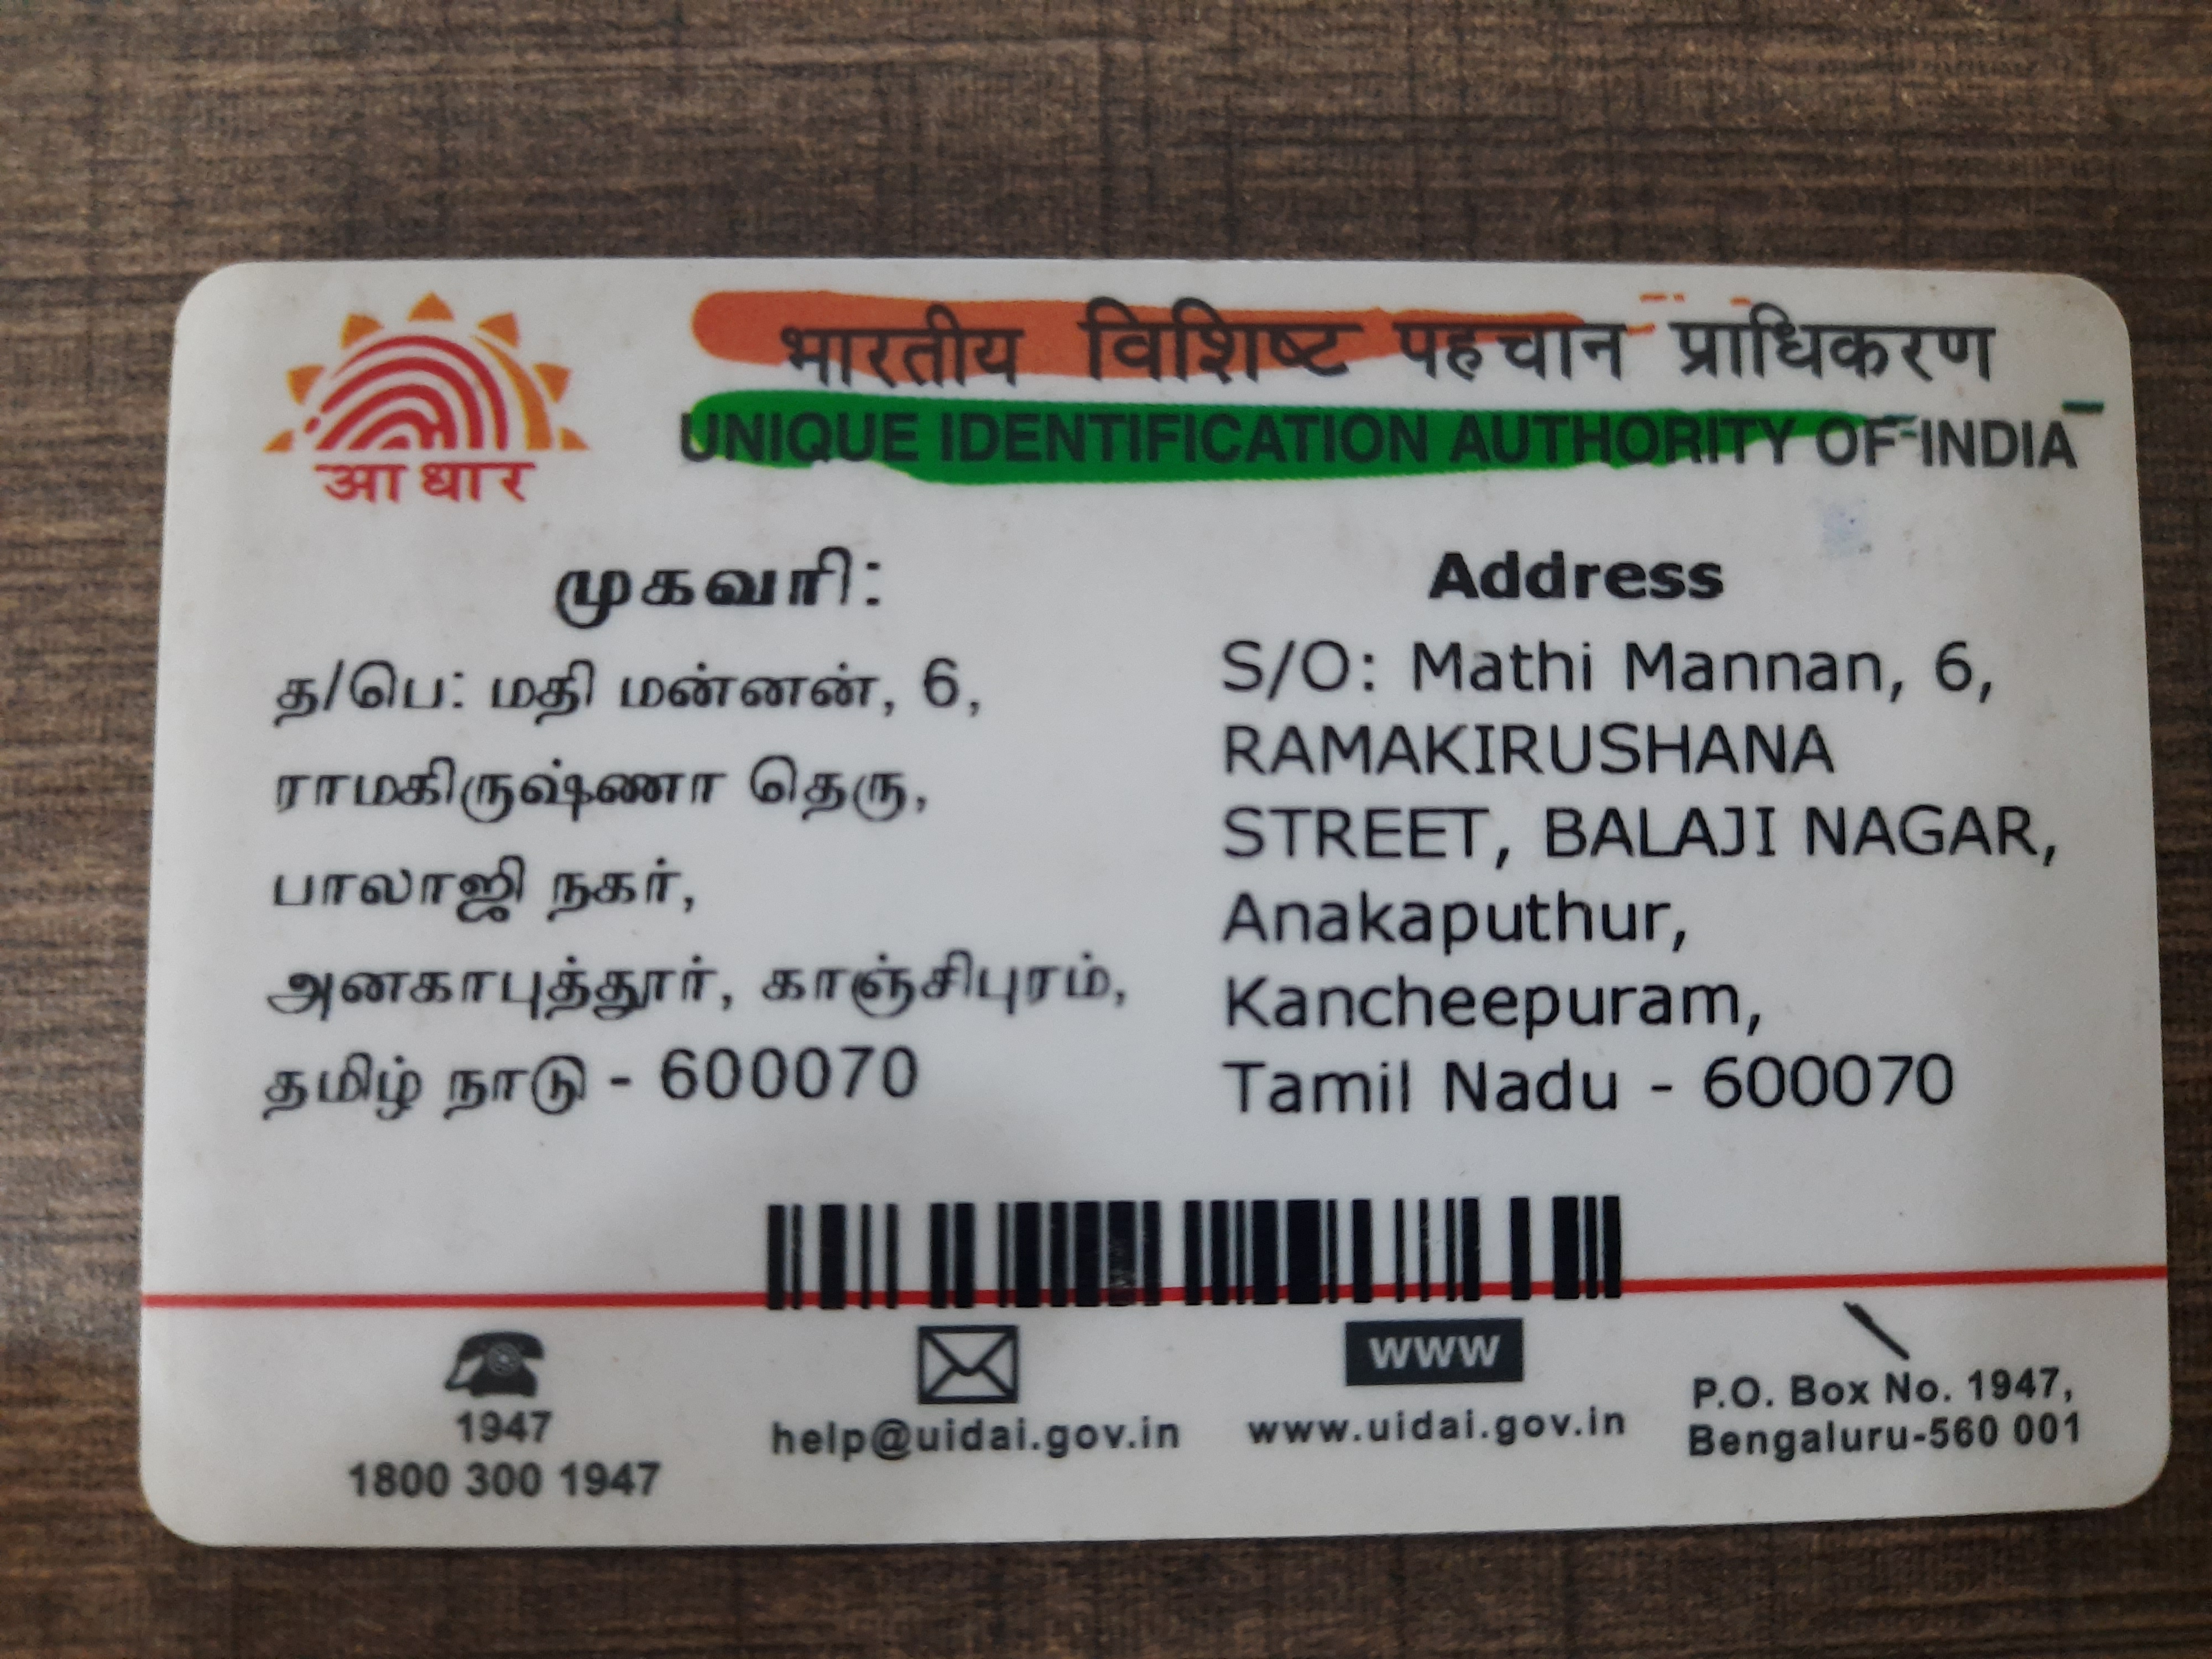 भारतीय विशिष्ट पहचान प्राधिकरण
UNIQUE IDENTIFICATION AUTHORITY OF INDIA
आधार
முகவரி:
த/பெ: மதி மன்னன், 6,
ராமகிருஷ்ணா தெரு,
பாலாஜி நகர்,
அனகாபுத்தூர், காஞ்சிபுரம்,
தமிழ் நாடு - 600070
Address
S/O: Mathi Mannan, 6,
RAMAKIRUSHANA
STREET, BALAJI NAGAR,
Anakaputhur,
Kancheepuram,
Tamil Nadu - 600070
1947
1800 300 1947
help@uidai.gov.in
www
www.uidai.gov.in
P.O. Box No. 1947,
Bengaluru-560 001